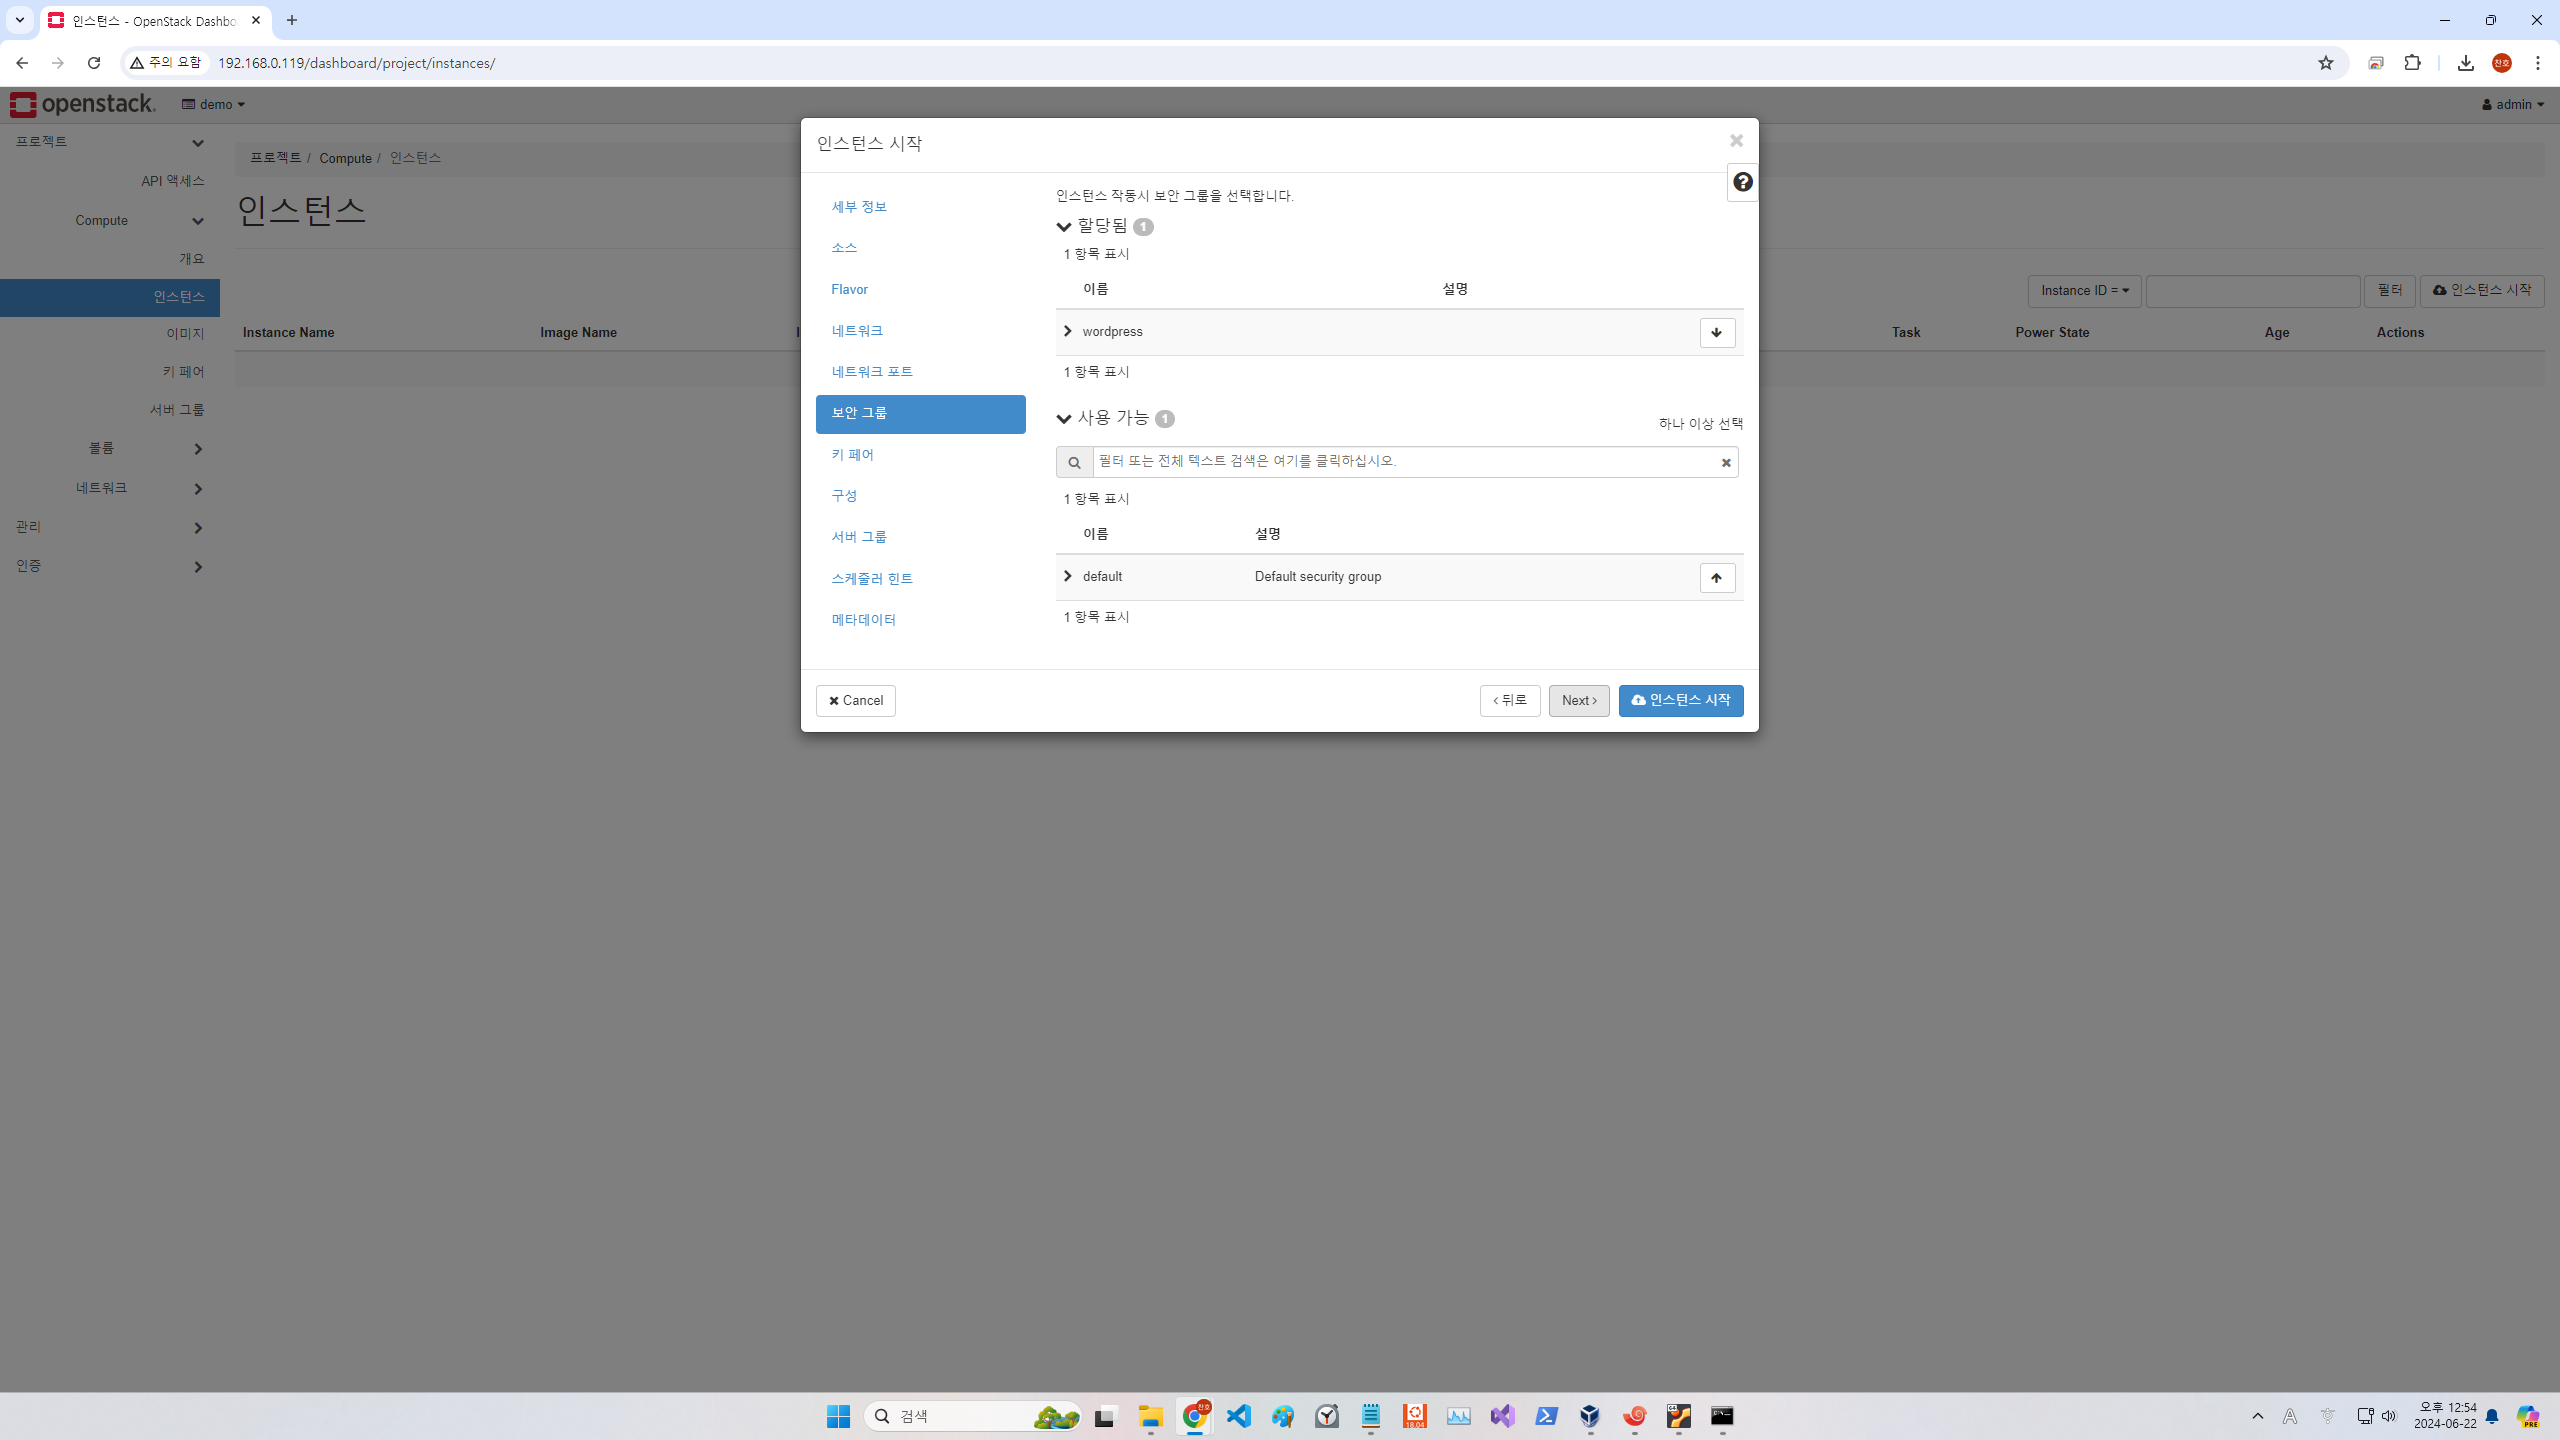 인스턴스 - OpenStack Dashbo
주의 요함
192.168.0.119/dashboard/project/instances/
찬호
openstack.
demo
admin
프로젝트
API 액세스
Compute
개요
인스턴스
이미지
키 페어
서버 그룹
볼륨
네트워크
관리
인증
프로젝트 / Compute / 인스턴스
인스턴스
Instance ID =
필터
인스턴스 시작
Instance Name
Image Name
I
Task
Power State
Age
Actions
인스턴스 시작
세부 정보
소스
Flavor
네트워크
네트워크 포트
보안 그룹
키 페어
구성
서버 그룹
스케줄러 힌트
메타데이터
인스턴스 작동시 보안 그룹을 선택합니다.
할당됨 1
1 항목 표시
이름 설명
wordpress
1 항목 표시
사용 가능 1
하나 이상 선택
필터 또는 전체 텍스트 검색은 여기를 클릭하십시오.
1 항목 표시
이름 설명
default Default security group
1 항목 표시
Cancel
뒤로
Next
인스턴스 시작
검색
찬호
18.04
A
오후 12:54
2024-06-22
PRE